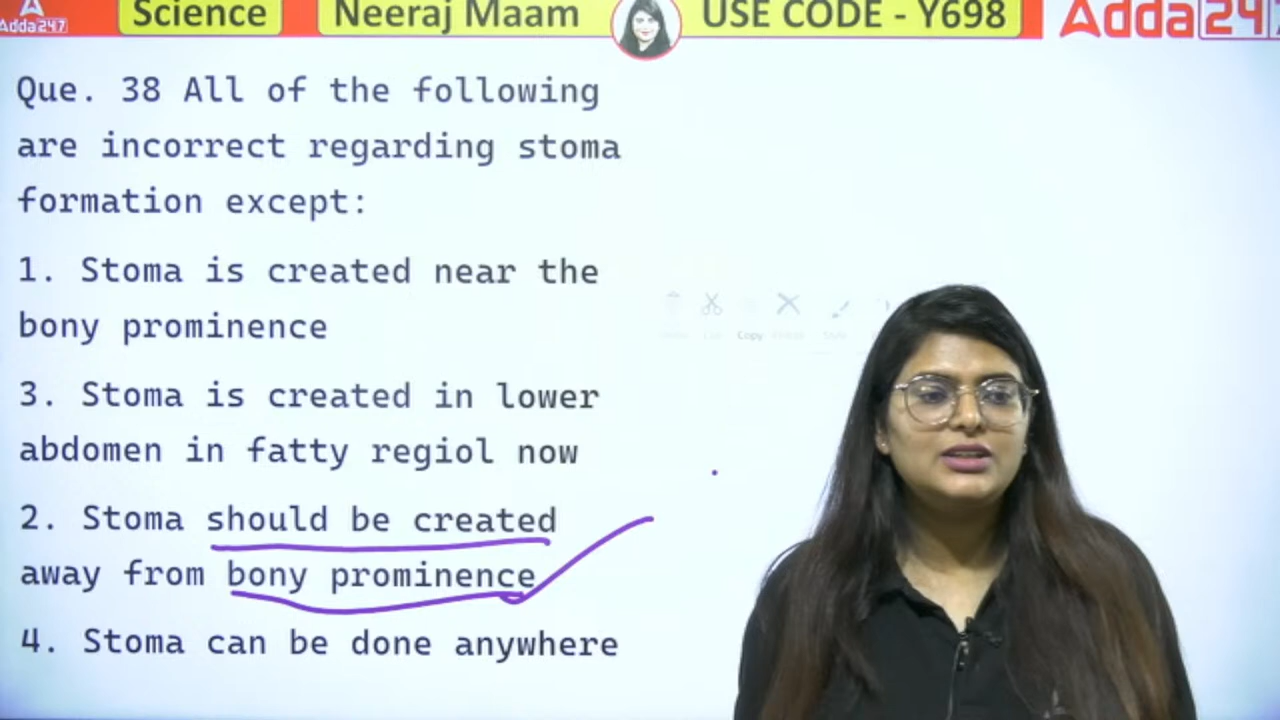 Adda247
Science
Neeraj Maam
USE CODE - Y698
Adda247
Que. 38 All of the following
are incorrect regarding stoma
formation except:
1. Stoma is created near the
bony prominence
3. Stoma is created in lower
abdomen in fatty regiol now
2. Stoma should be created
away from bony prominence
4. Stoma can be done anywhere
Copy